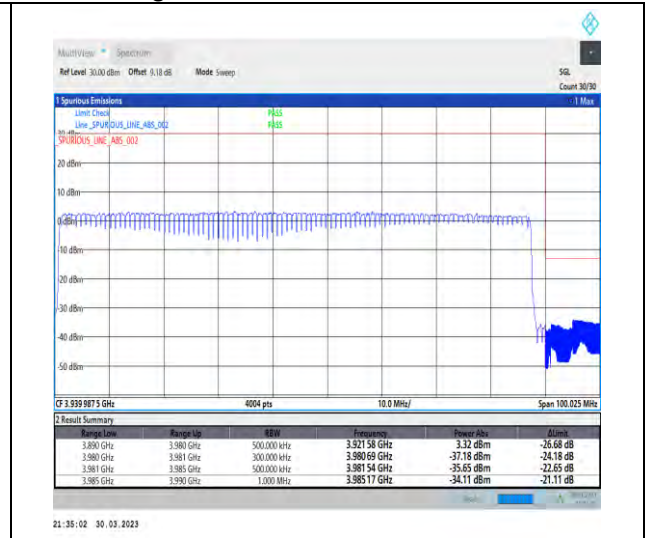 MultiView Spectrum
Ref Level 30.00 dBm Offset 9.18 dB Mode Sweep SGL
Count 30/30
1 Spurious Emissions 1 Max
Limit Check PASS
Line _SPURIOUS_LINE_ABS_002 PASS
30 dBm
SPURIOUS_LINE_ABS_002
20 dBm
10 dBm
0 dBm
-10 dBm
-20 dBm
-30 dBm
-40 dBm
-50 dBm
CF 3.939 987 5 GHz 4004 pts 10.0 MHz/ Span 100.025 MHz
2 Result Summary
Range Low Range Up RBW Frequency Power Abs ΔLimit
3.890 GHz 3.980 GHz 500.000 kHz 3.921 58 GHz 3.32 dBm -26.68 dB
3.980 GHz 3.981 GHz 300.000 kHz 3.980 69 GHz -37.18 dBm -24.18 dB
3.981 GHz 3.985 GHz 500.000 kHz 3.981 54 GHz -35.65 dBm -22.65 dB
3.985 GHz 3.990 GHz 1.000 MHz 3.985 17 GHz -34.11 dBm -21.11 dB
21:35:02 30.03.2023